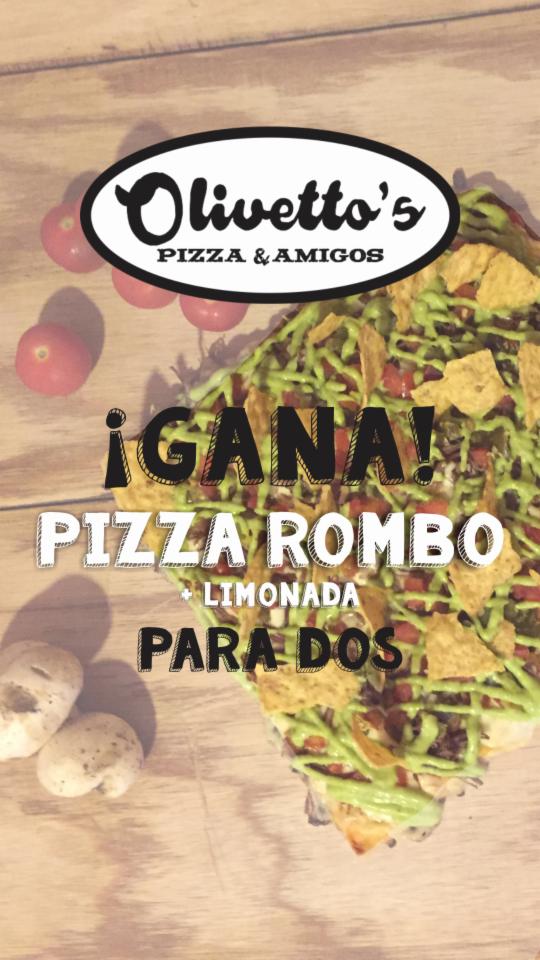 Olivetto's
PIZZA & AMIGOS
¡GANA!
PIZZA ROMBO
+ LIMONADA
PARA DOS